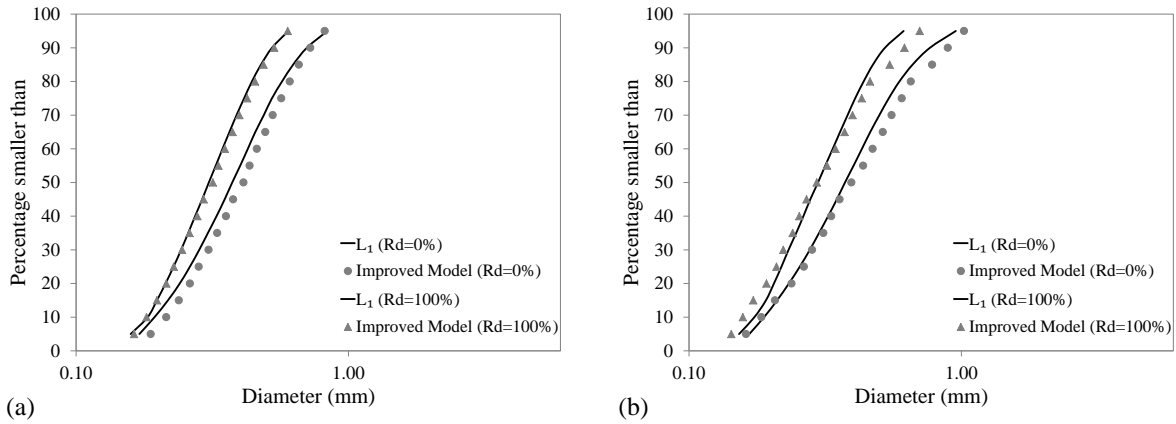 100
90
80
70
60
50
40
30
20
10
0
Percentage smaller than
0.10
1.00
Diameter (mm)
L₁ (Rd=0%)
Improved Model (Rd=0%)
L₁ (Rd=100%)
Improved Model (Rd=100%)
(a)
100
90
80
70
60
50
40
30
20
10
0
Percentage smaller than
0.10
1.00
Diameter (mm)
L₁ (Rd=0%)
Improved Model (Rd=0%)
L₁ (Rd=100%)
Improved Model (Rd=100%)
(b)